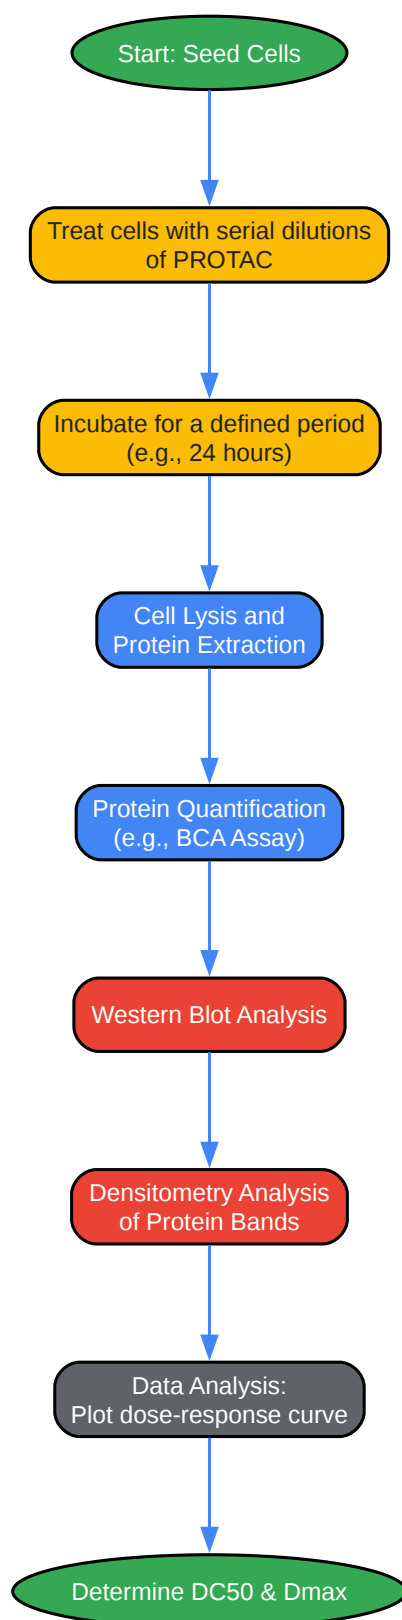 Start: Seed Cells
Treat cells with serial dilutions
of PROTAC
Incubate for a defined period
(e.g., 24 hours)
Cell Lysis and
Protein Extraction
Protein Quantification
(e.g., BCA Assay)
Western Blot Analysis
Densitometry Analysis
of Protein Bands
Data Analysis:
Plot dose-response curve
Determine DC50 & Dmax